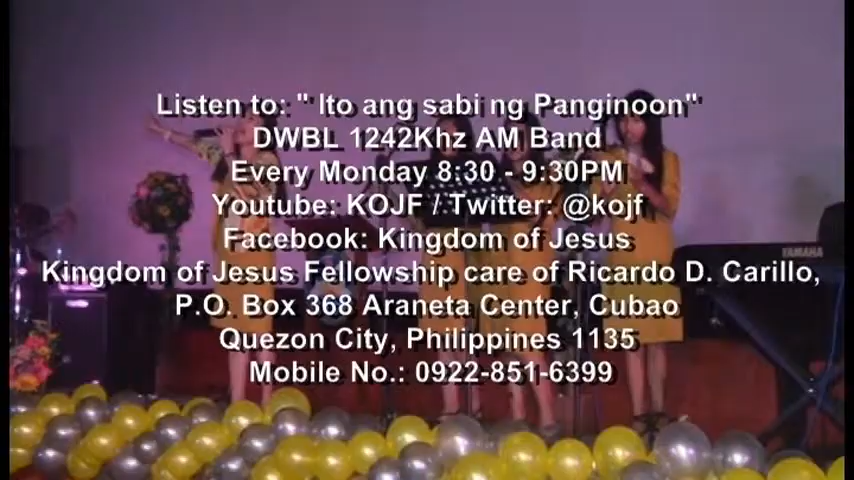 Listen to: " Ito ang sabi ng Panginoon"
DWBL 1242Khz AM Band
Every Monday 8:30 - 9:30PM
Youtube: KOJF / Twitter: @kojf
Facebook: Kingdom of Jesus
Kingdom of Jesus Fellowship care of Ricardo D. Carillo,
P.O. Box 368 Araneta Center, Cubao
Quezon City, Philippines 1135
Mobile No.: 0922-851-6399
YAMAHA